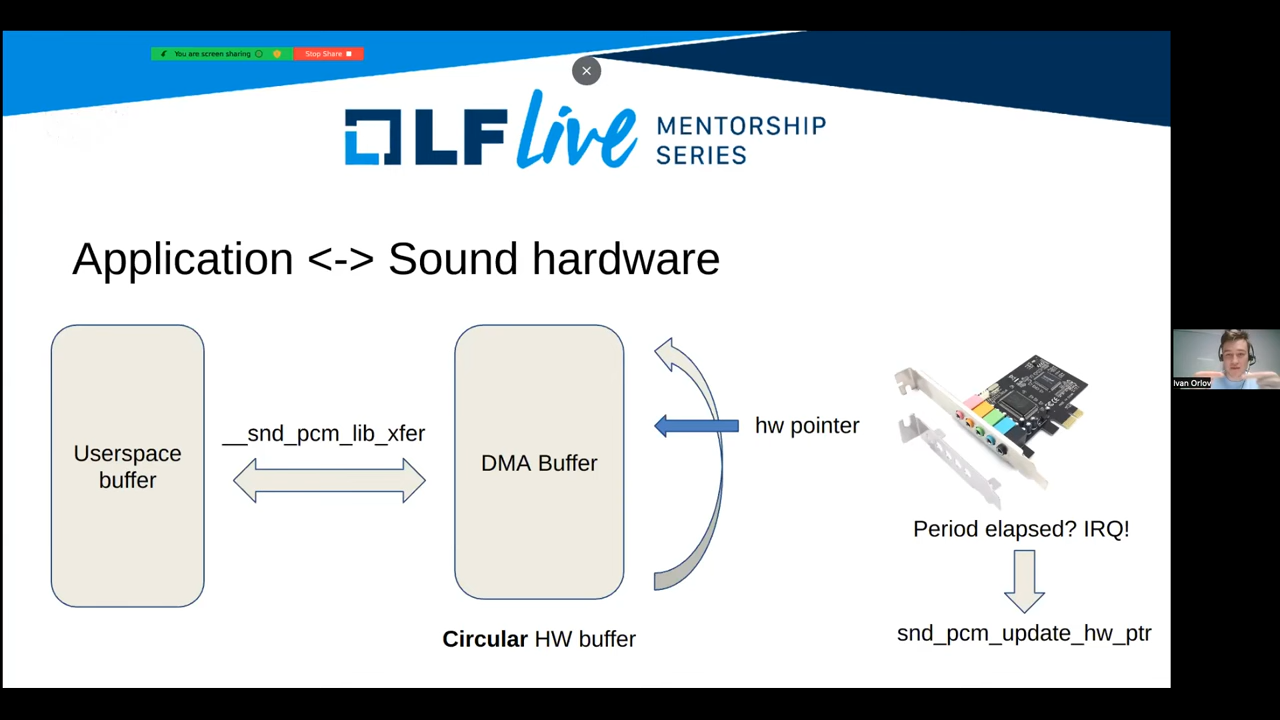 You are screen sharing
Stop Share
LF live MENTORSHIP
SERIES
Application <-> Sound hardware
Userspace
buffer
__snd_pcm_lib_xfer
DMA Buffer
hw pointer
Circular HW buffer
Period elapsed? IRQ!
snd_pcm_update_hw_ptr
Ivan Orlov